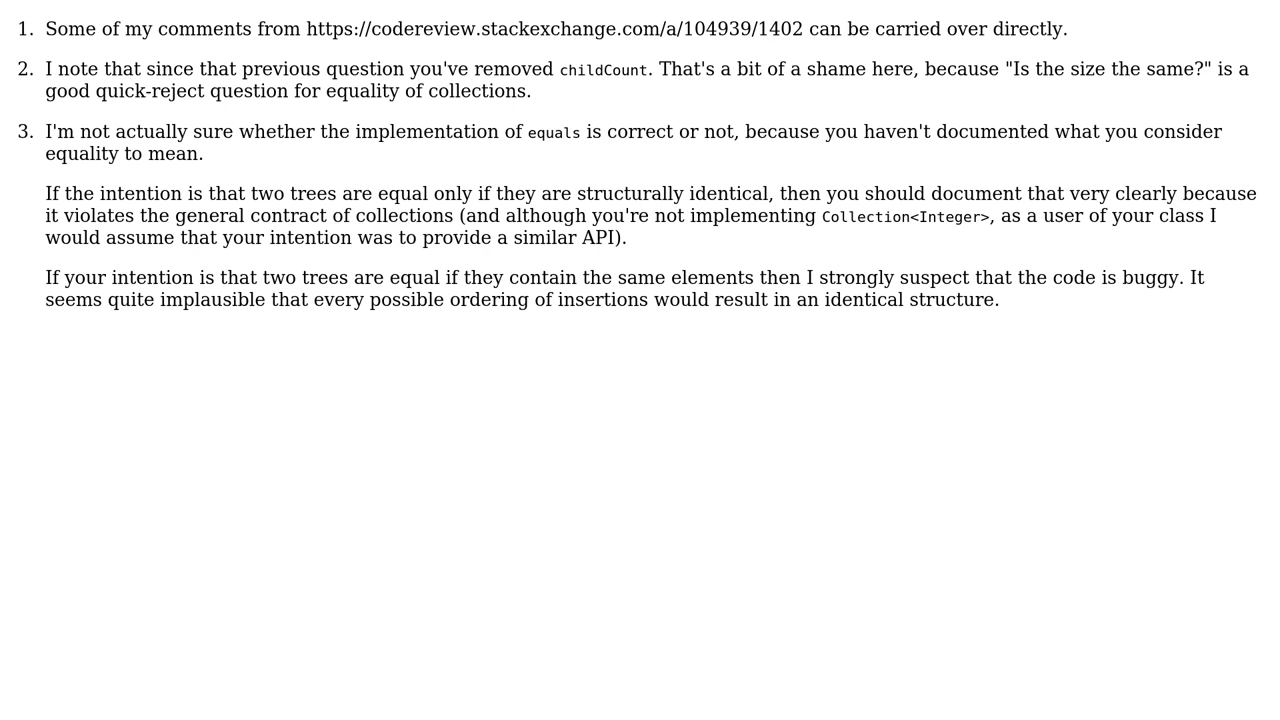 1. Some of my comments from https://codereview.stackexchange.com/a/104939/1402 can be carried over directly.
2. I note that since that previous question you've removed childCount. That's a bit of a shame here, because "Is the size the same?" is a
good quick-reject question for equality of collections.
3. I'm not actually sure whether the implementation of equals is correct or not, because you haven't documented what you consider
equality to mean.
If the intention is that two trees are equal only if they are structurally identical, then you should document that very clearly because
it violates the general contract of collections (and although you're not implementing Collection<Integer>, as a user of your class I
would assume that your intention was to provide a similar API).
If your intention is that two trees are equal if they contain the same elements then I strongly suspect that the code is buggy. It
seems quite implausible that every possible ordering of insertions would result in an identical structure.